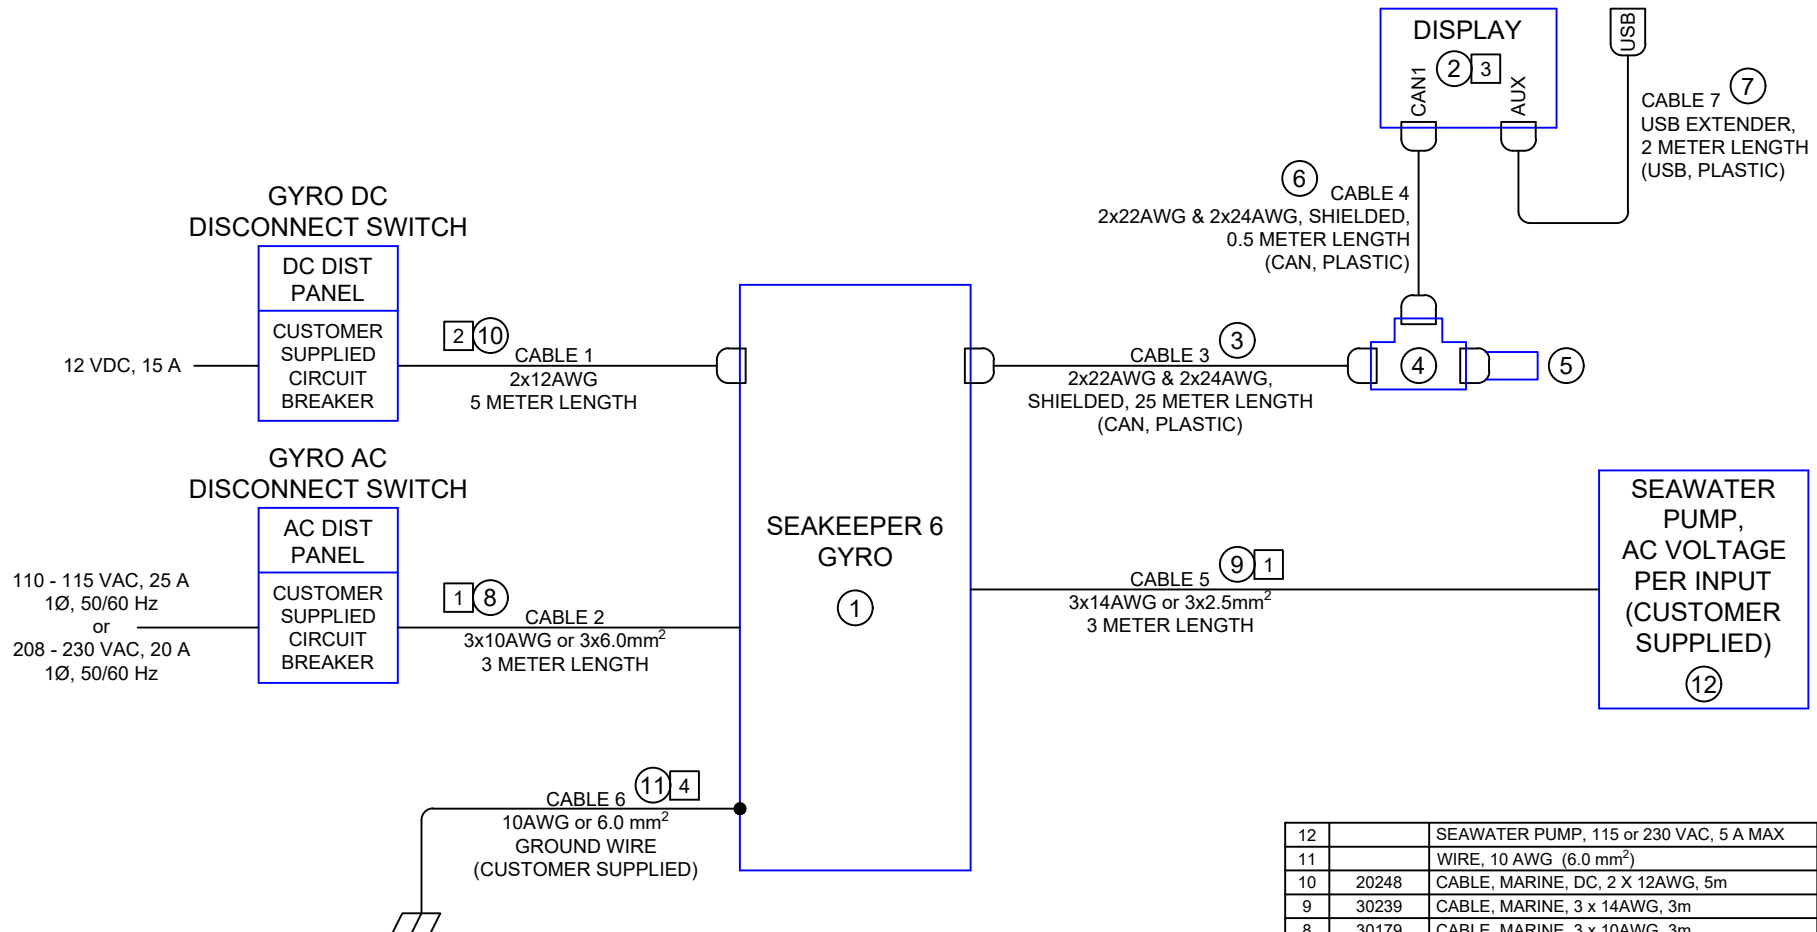 DISPLAY
2 3
CAN1
AUX
USB
CABLE 7 7
USB EXTENDER,
2 METER LENGTH
(USB, PLASTIC)
6 CABLE 4
2x22AWG & 2x24AWG, SHIELDED,
0.5 METER LENGTH
(CAN, PLASTIC)
GYRO DC
DISCONNECT SWITCH
DC DIST
PANEL
CUSTOMER
SUPPLIED
CIRCUIT
BREAKER
12 VDC, 15 A
2 10
CABLE 1
2x12AWG
5 METER LENGTH
CABLE 3 3
2x22AWG & 2x24AWG,
SHIELDED, 25 METER LENGTH
(CAN, PLASTIC)
4
5
GYRO AC
DISCONNECT SWITCH
AC DIST
PANEL
CUSTOMER
SUPPLIED
CIRCUIT
BREAKER
110 - 115 VAC, 25 A
1Ø, 50/60 Hz
or
208 - 230 VAC, 20 A
1Ø, 50/60 Hz
1 8
CABLE 2
3x10AWG or 3x6.0mm²
3 METER LENGTH
SEAKEEPER 6
GYRO
1
CABLE 5 9 1
3x14AWG or 3x2.5mm²
3 METER LENGTH
SEAWATER
PUMP,
AC VOLTAGE
PER INPUT
(CUSTOMER
SUPPLIED)
12
CABLE 6 11 4
10AWG or 6.0 mm²
GROUND WIRE
(CUSTOMER SUPPLIED)
12 SEAWATER PUMP, 115 or 230 VAC, 5 A MAX
11 WIRE, 10 AWG (6.0 mm²)
10 20248 CABLE, MARINE, DC, 2 X 12AWG, 5m
9 30239 CABLE, MARINE, 3 x 14AWG, 3m
8 30179 CABLE, MARINE, 3 x 10AWG, 3m